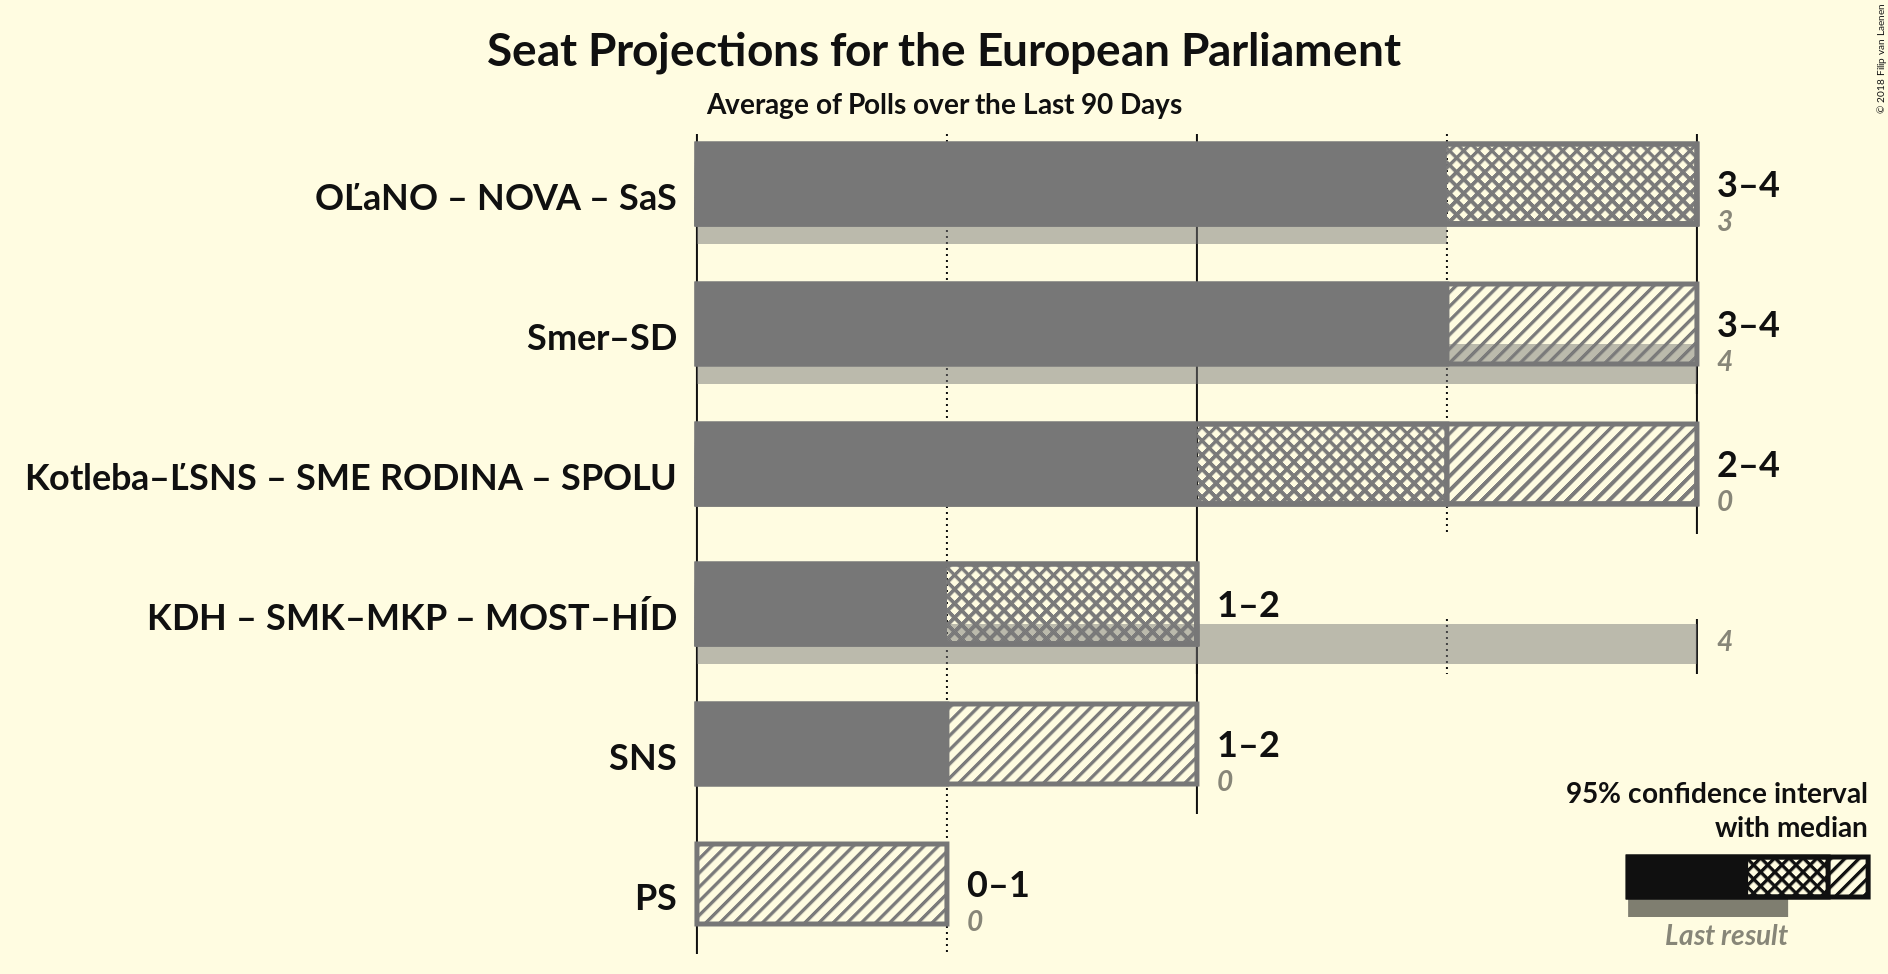 Seat Projections for the European Parliament
Average of Polls over the Last 90 Days
© 2018 Filip van Laenen
OĽaNO – NOVA – SaS
3–4
3
Smer–SD
3–4
4
Kotleba–ĽSNS – SME RODINA – SPOLU
2–4
0
KDH – SMK–MKP – MOST–HÍD
1–2
4
SNS
1–2
0
PS
0–1
0
95% confidence interval
with median
Last result